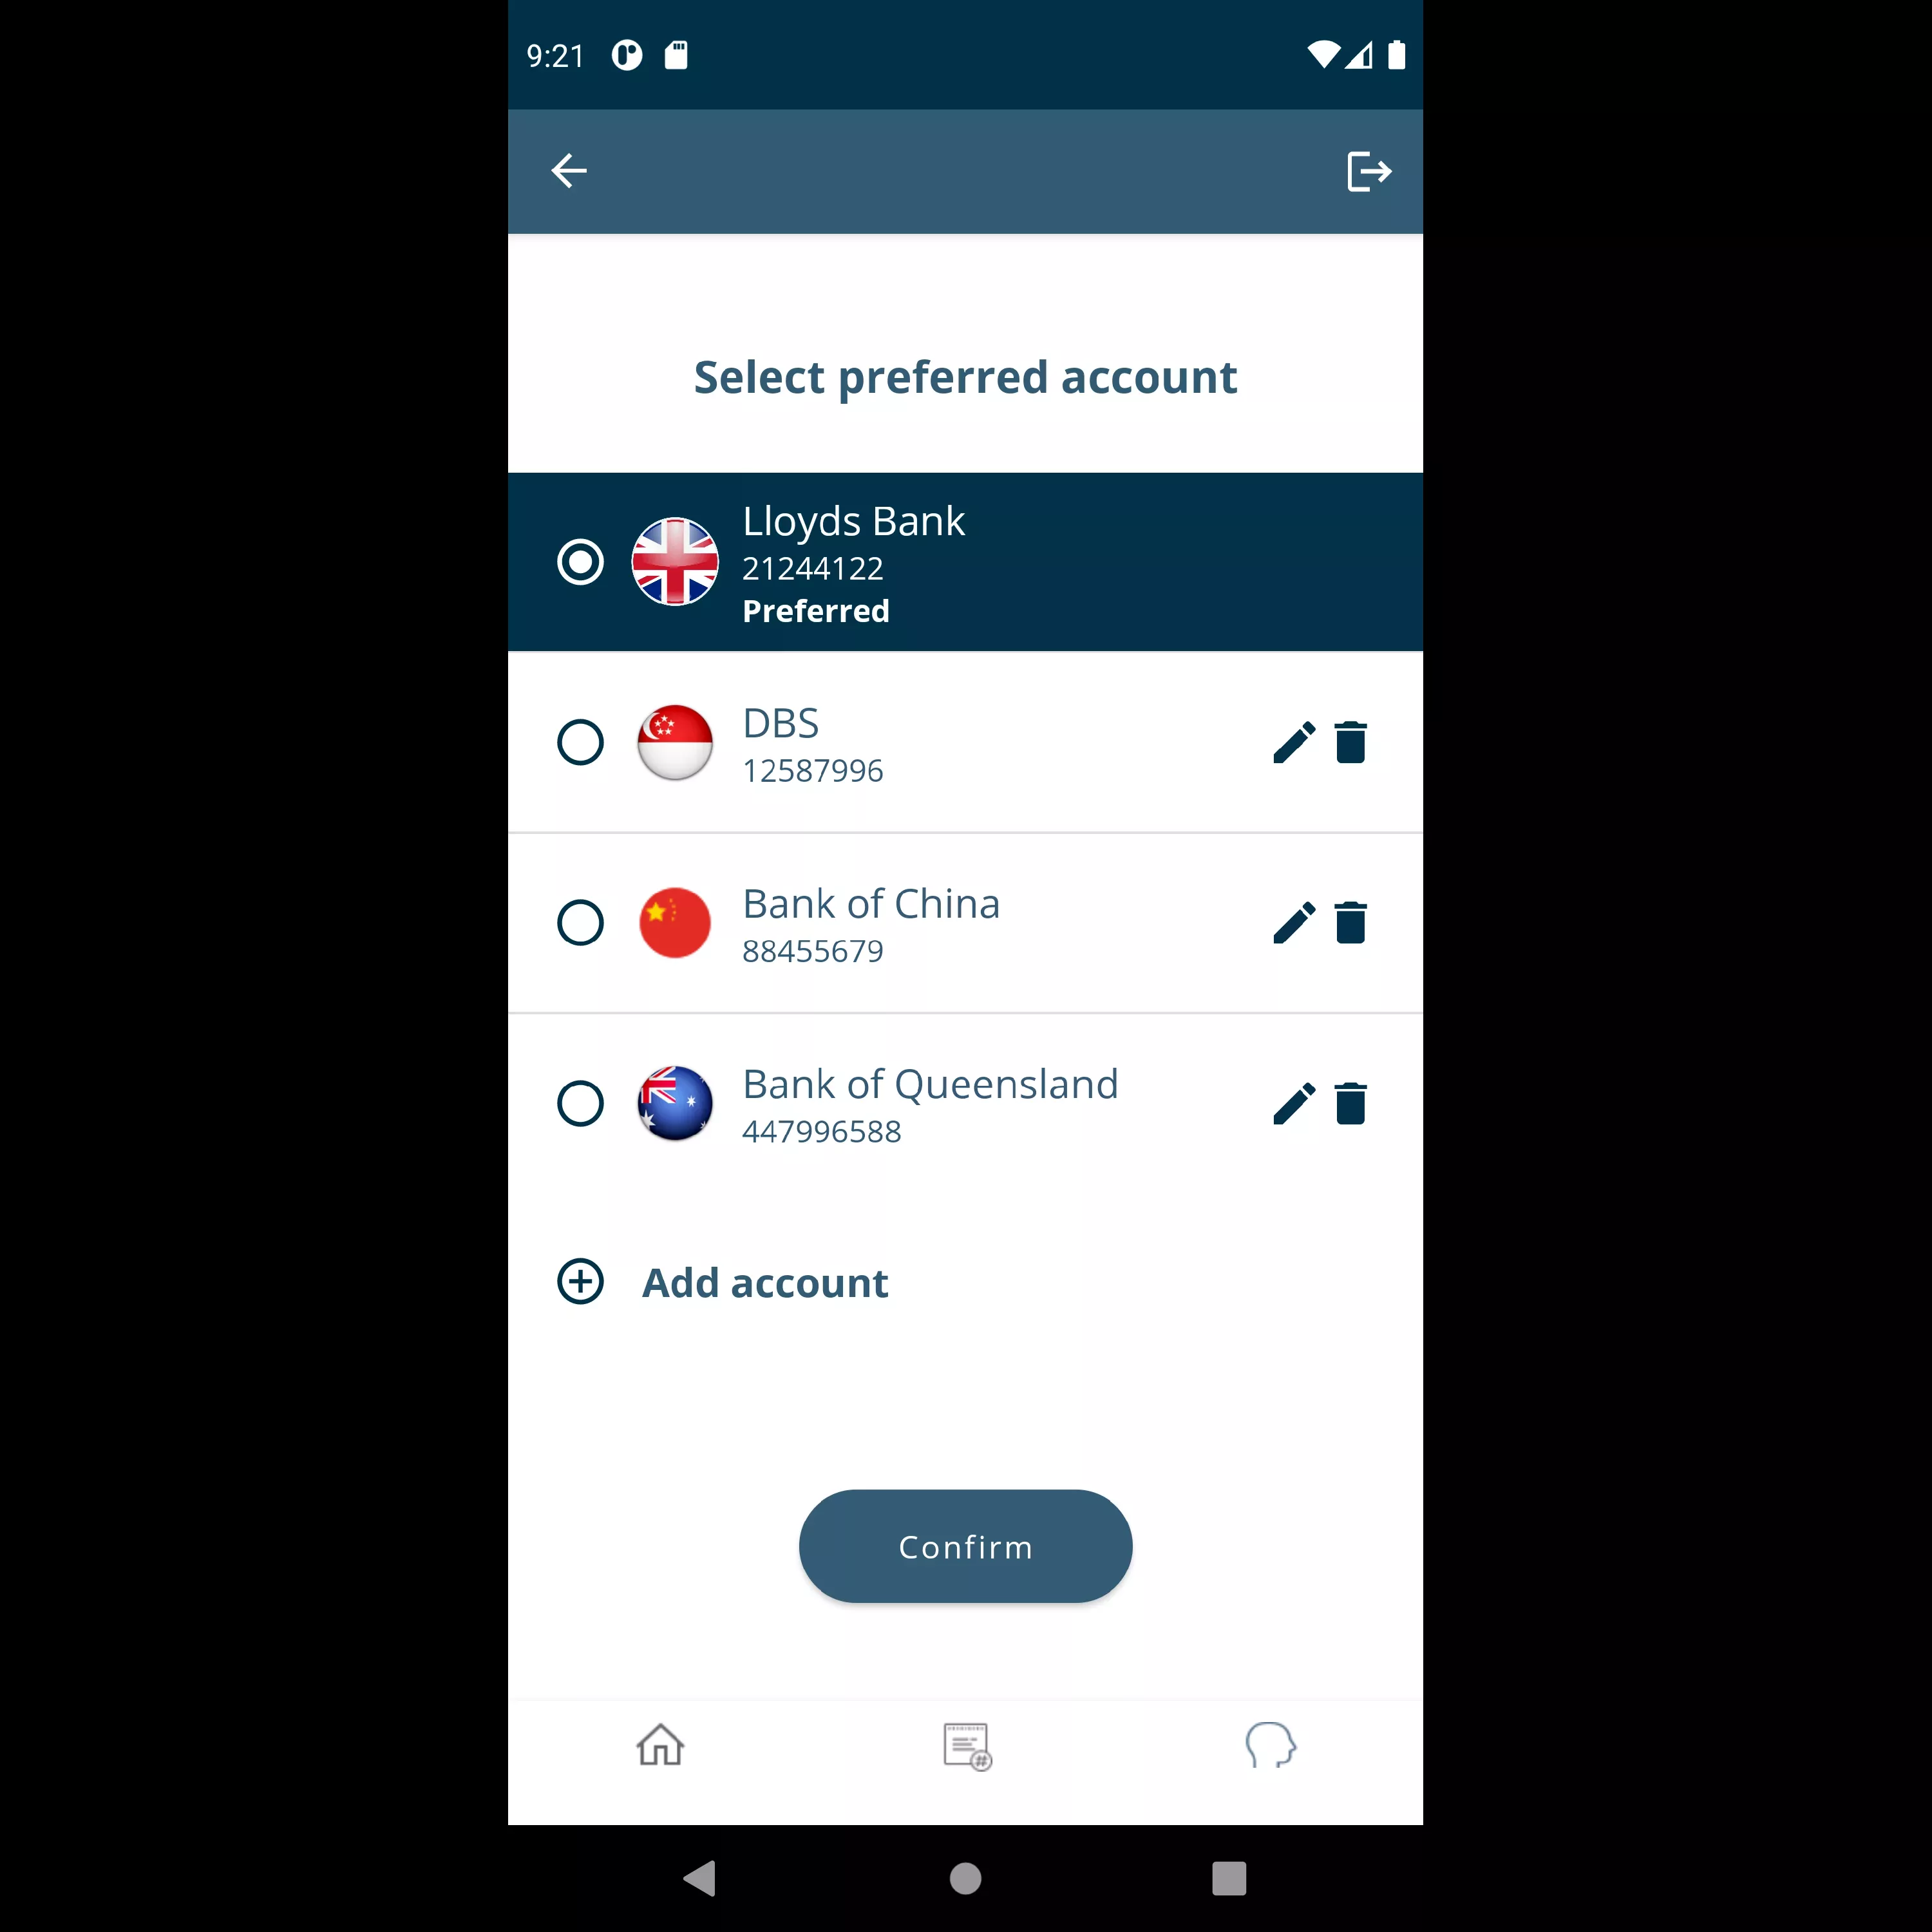 9:21
Select preferred account
Lloyds Bank
21244122
Preferred
DBS
12587996
Bank of China
88455679
Bank of Queensland
447996588
Add account
Confirm